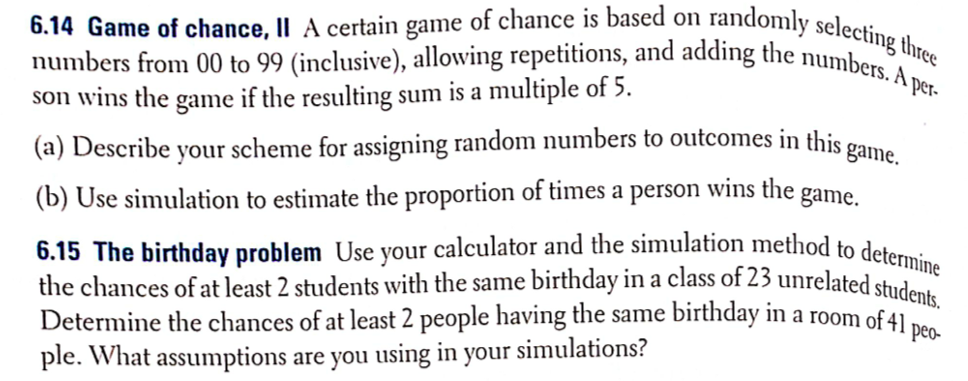 6.14 Game of chance, II A certain game of chance is based on randomly selecting three
numbers from 00 to 99 (inclusive), allowing repetitions, and adding the numbers. A per-
son wins the game if the resulting sum is a multiple of 5.
(a) Describe your scheme for assigning random numbers to outcomes in this game.
(b) Use simulation to estimate the proportion of times a person wins the game.
6.15 The birthday problem Use your calculator and the simulation method to determine
the chances of at least 2 students with the same birthday in a class of 23 unrelated students.
Determine the chances of at least 2 people having the same birthday in a room of 41 peo-
ple. What assumptions are you using in your simulations?